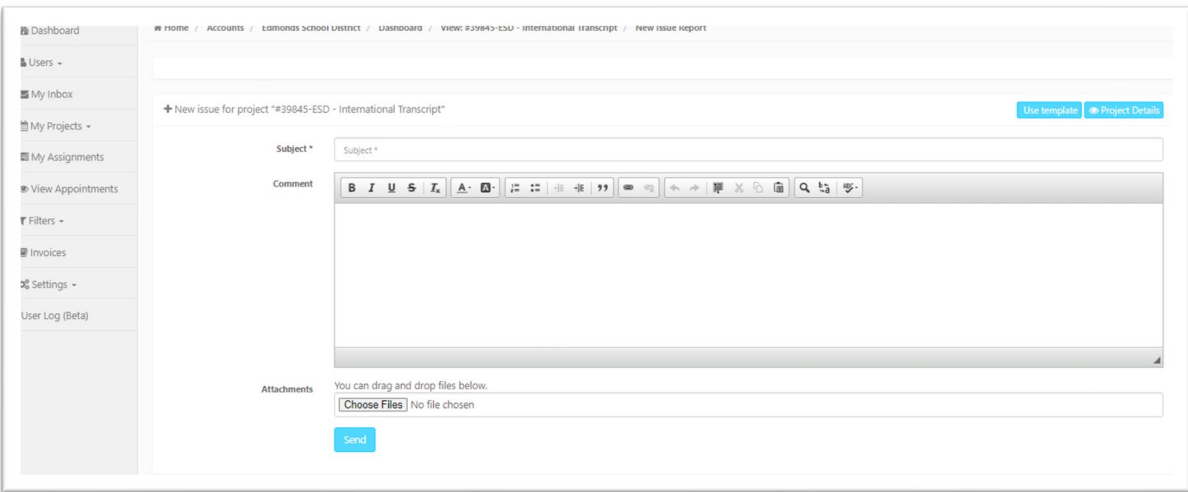 Dashboard
Home / Accounts / Edmonds School District / Dashboard / View: #39845-ESD - International Transcript / New Issue Report
Users
My Inbox
My Projects
My Assignments
View Appointments
Filters
Invoices
Settings
User Log (Beta)
New issue for project "#39845-ESD - International Transcript"
Use template
Project Details
Subject *
Subject *
Comment
B I U S Tx A A
Attachments
You can drag and drop files below.
Choose Files No file chosen
Send